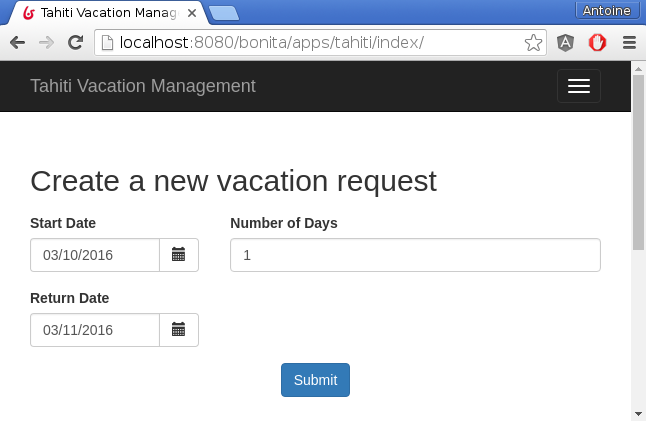 Tahiti Vacation Manag
Antoine
localhost:8080/bonita/apps/tahiti/index/
Tahiti Vacation Management
Create a new vacation request
Start Date
Number of Days
03/10/2016
1
Return Date
03/11/2016
Submit